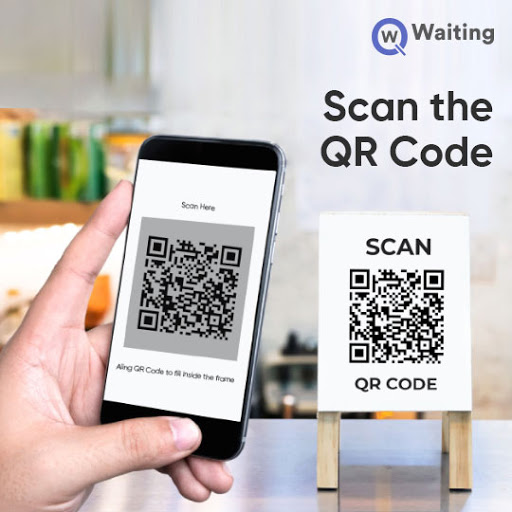 W Waiting
Scan the
QR Code
Scan Here
Aling QR Code to fill inside the frame
SCAN
QR CODE